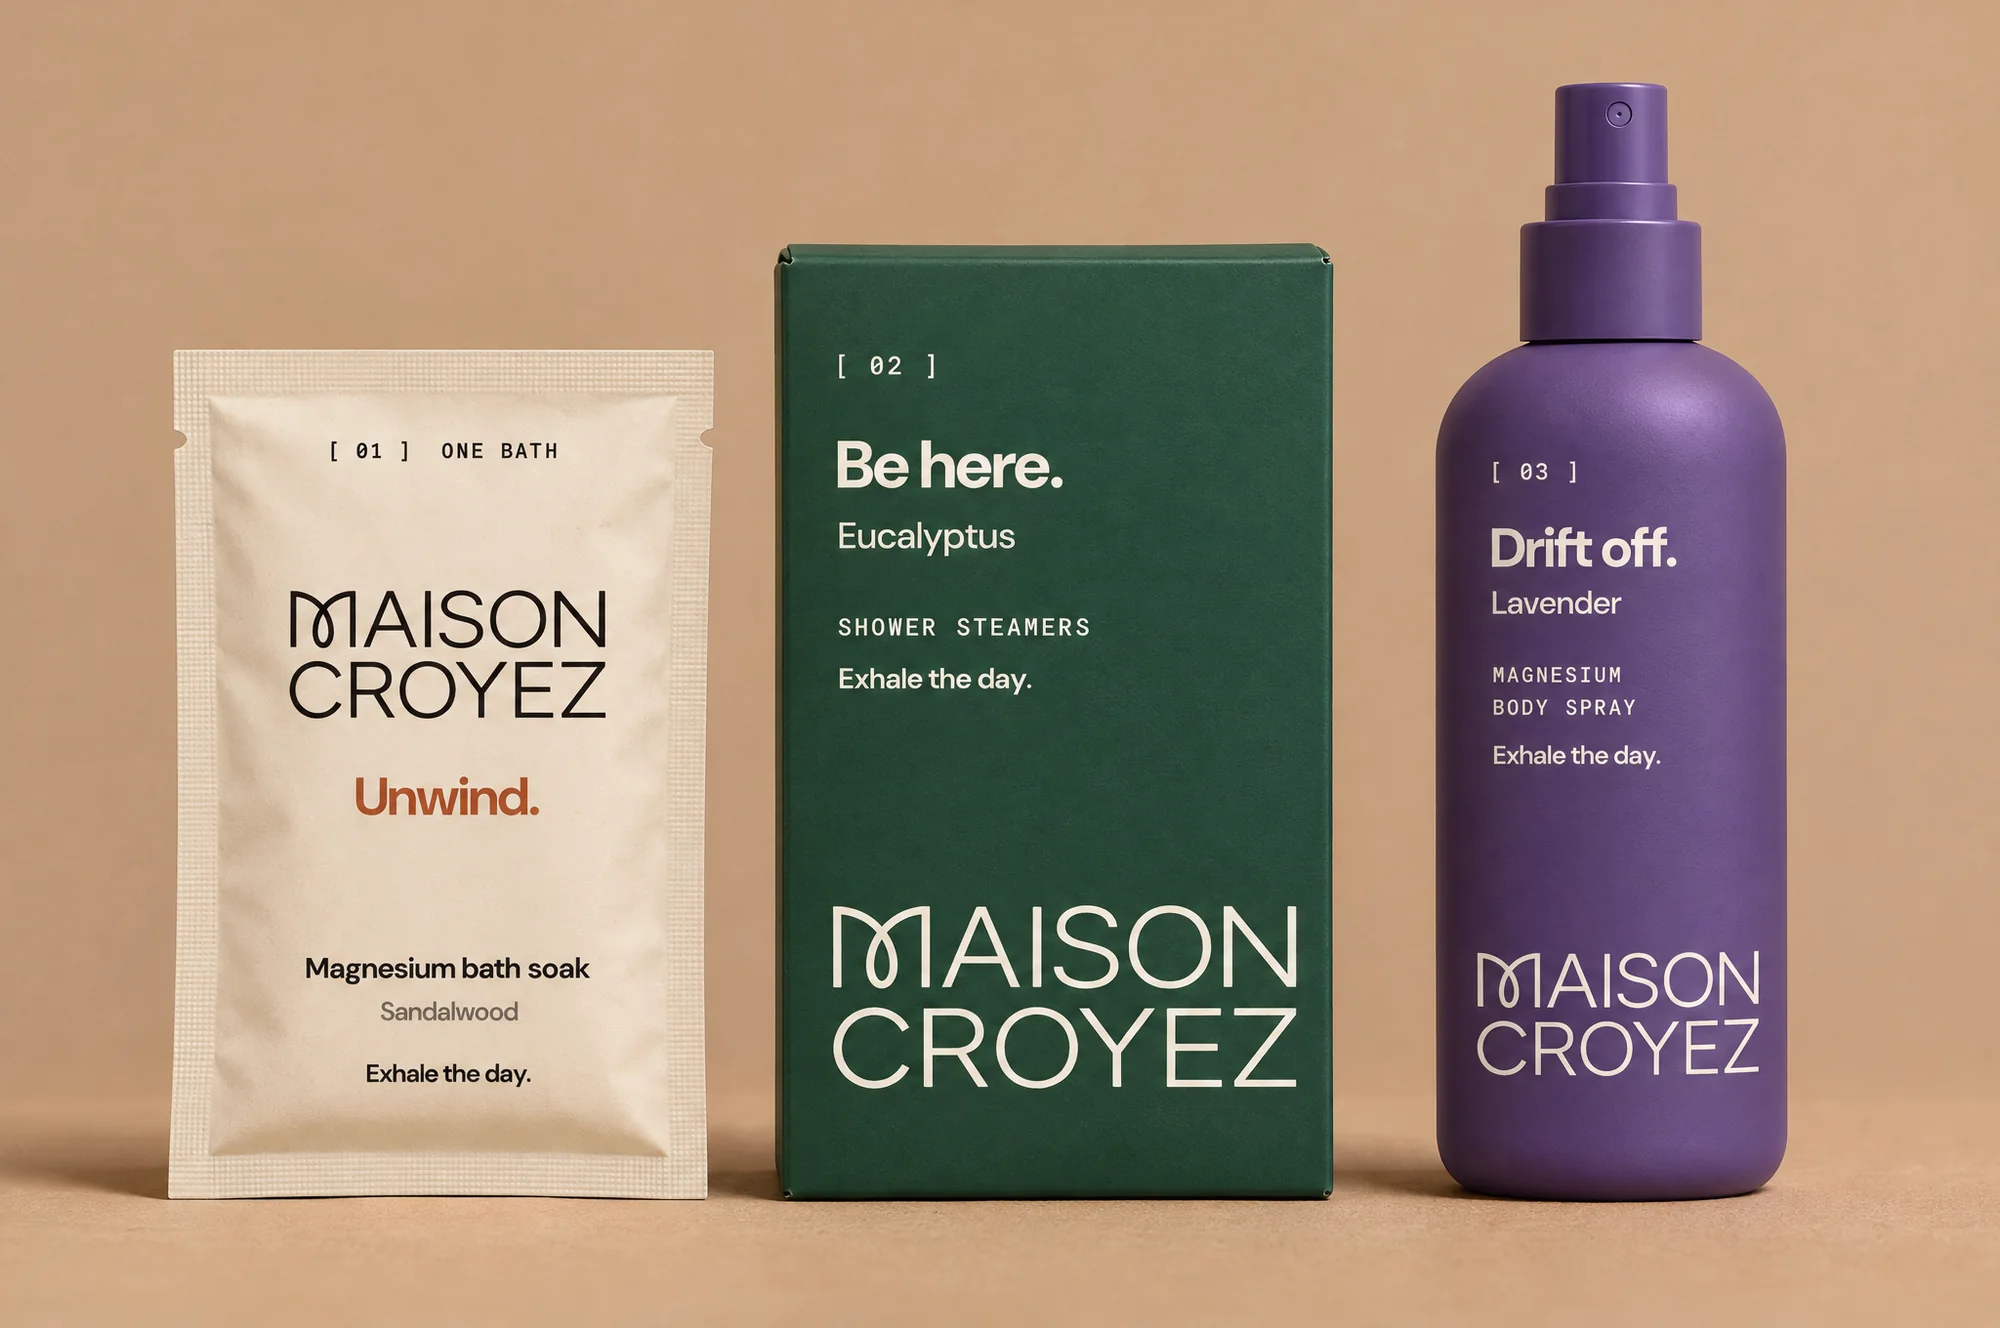 [ 01 ] ONE BATH
MAISON
CROYEZ
Unwind.
Magnesium bath soak
Sandalwood
Exhale the day.
[ 02 ]
Be here.
Eucalyptus
SHOWER STEAMERS
Exhale the day.
MAISON
CROYEZ
[ 03 ]
Drift off.
Lavender
MAGNESIUM
BODY SPRAY
Exhale the day.
MAISON
CROYEZ